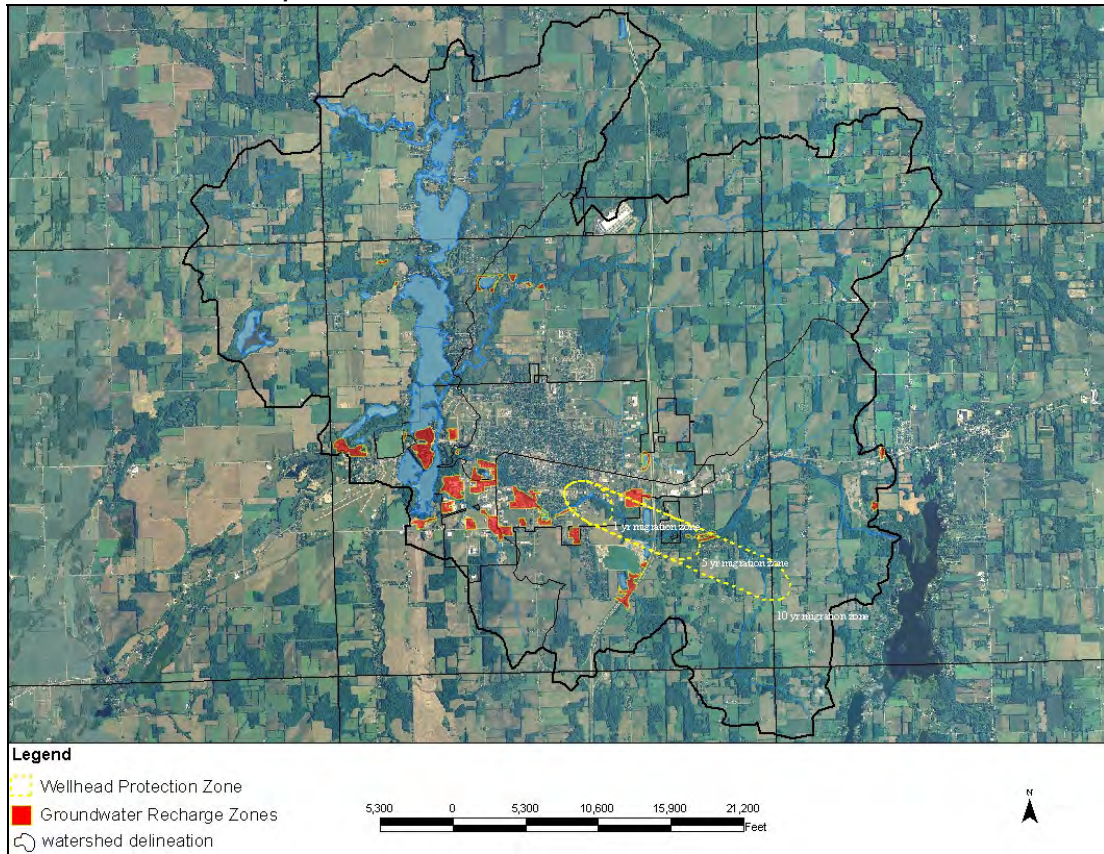 1 yr migration zone
5 yr migration zone
10 yr migration zone
Legend
Wellhead Protection Zone
Groundwater Recharge Zones
watershed delineation
5,300 0 5,300 10,600 15,900 21,200
Feet
N